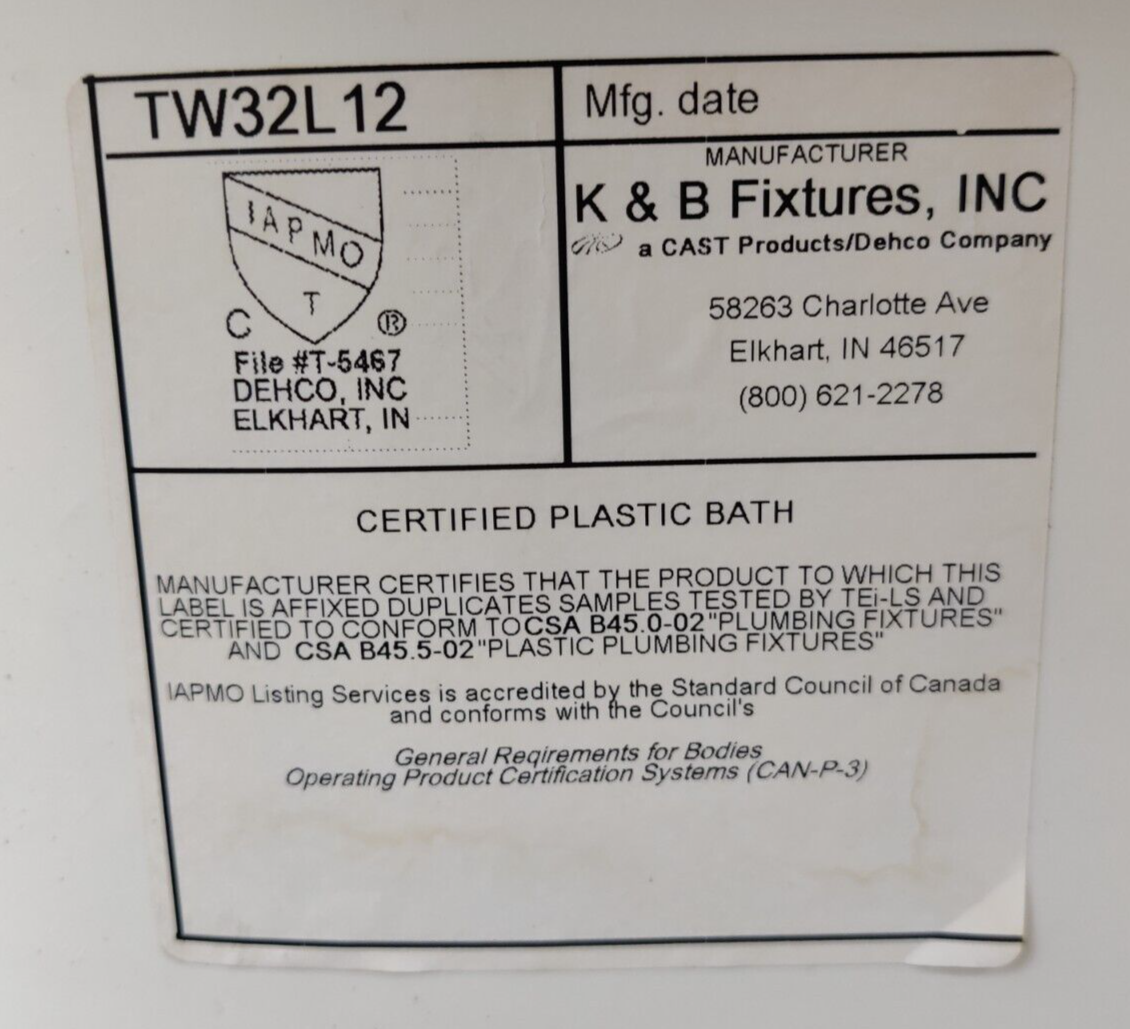 TW32L12
Mfg. date
IAPMO
T
C ®
File #T-5467
DEHCO, INC
ELKHART, IN
MANUFACTURER
K & B Fixtures, INC
a CAST Products/Dehco Company
58263 Charlotte Ave
Elkhart, IN 46517
(800) 621-2278
CERTIFIED PLASTIC BATH
MANUFACTURER CERTIFIES THAT THE PRODUCT TO WHICH THIS
LABEL IS AFFIXED DUPLICATES SAMPLES TESTED BY TEi-LS AND
CERTIFIED TO CONFORM TO CSA B45.0-02 "PLUMBING FIXTURES"
AND CSA B45.5-02 "PLASTIC PLUMBING FIXTURES"
IAPMO Listing Services is accredited by the Standard Council of Canada
and conforms with the Council's
General Reqirements for Bodies
Operating Product Certification Systems (CAN-P-3)